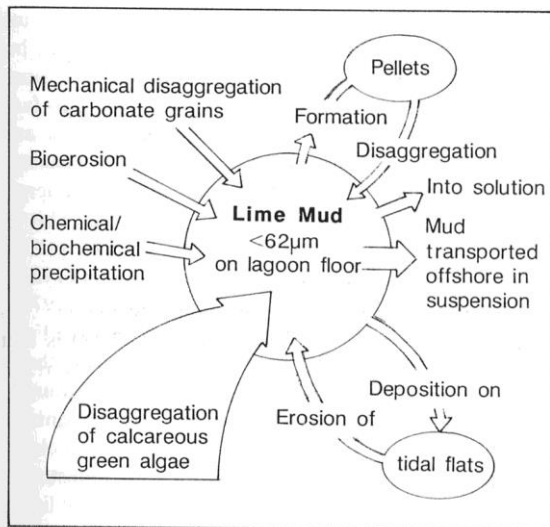 Pellets
Mechanical disaggregation
of carbonate grains
Formation
Disaggregation
Bioerosion
Into solution
Lime Mud
<62μm
on lagoon floor
Chemical/
biochemical
precipitation
Mud
transported
offshore in
suspension
Disaggregation
of calcareous
green algae
Erosion of
Deposition on
tidal flats